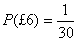 P(£6) = 1/30